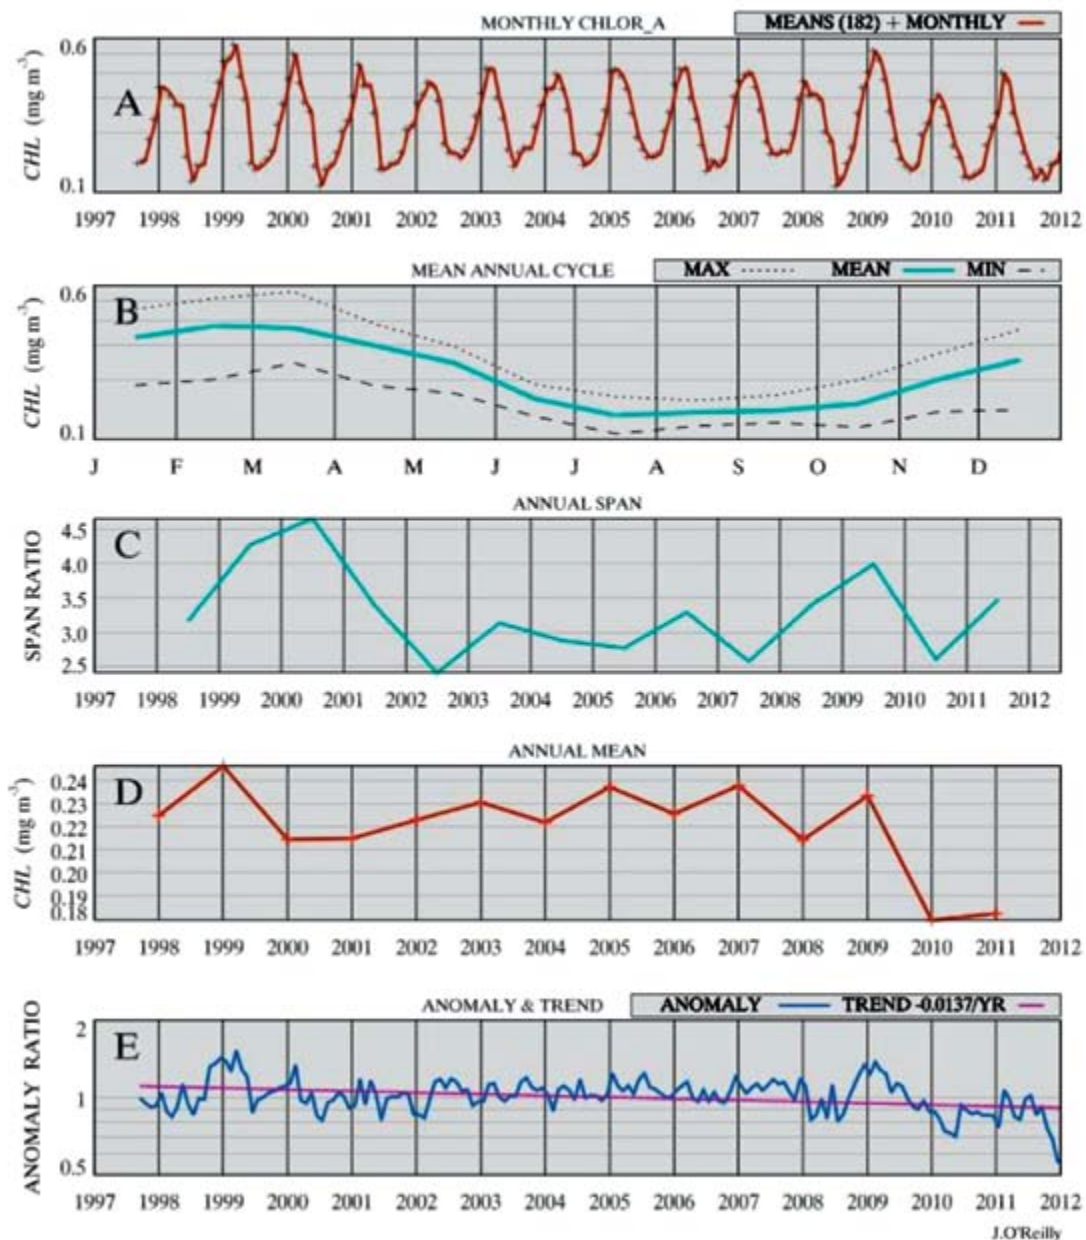 MONTHLY CHLOR_A
MEANS (182) + MONTHLY
A
CHL (mg m-3)
0.6
0.1
1997 1998 1999 2000 2001 2002 2003 2004 2005 2006 2007 2008 2009 2010 2011 2012
MEAN ANNUAL CYCLE
MAX MEAN MIN
B
CHL (mg m-3)
0.6
0.1
J F M A M J J A S O N D
ANNUAL SPAN
C
SPAN RATIO
4.5
4.0
3.5
3.0
2.5
1997 1998 1999 2000 2001 2002 2003 2004 2005 2006 2007 2008 2009 2010 2011 2012
ANNUAL MEAN
D
CHL (mg m-3)
0.24
0.23
0.22
0.21
0.20
0.19
0.18
1997 1998 1999 2000 2001 2002 2003 2004 2005 2006 2007 2008 2009 2010 2011 2012
ANOMALY & TREND
ANOMALY TREND -0.0137/YR
E
ANOMALY RATIO
2
1
0.5
1997 1998 1999 2000 2001 2002 2003 2004 2005 2006 2007 2008 2009 2010 2011 2012
J.O'Reilly